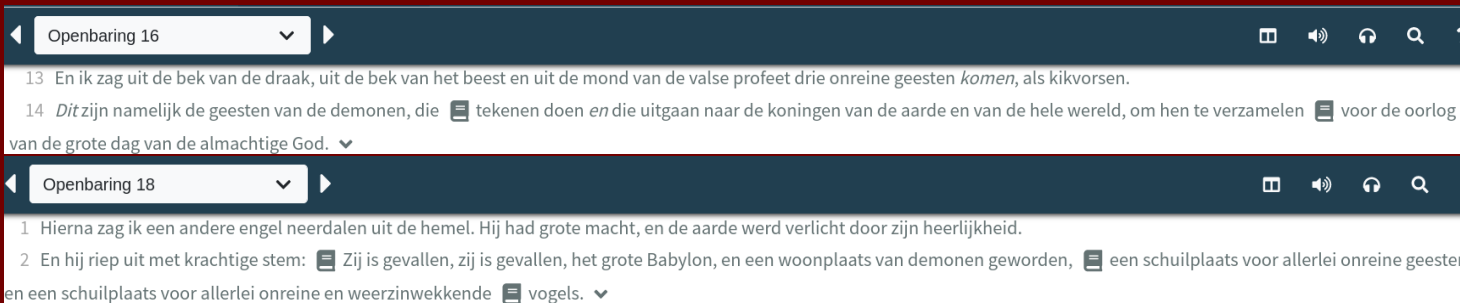 Openbaring 16
13 En ik zag uit de bek van de draak, uit de bek van het beest en uit de mond van de valse profeet drie onreine geesten komen, als kikvorsen.
14 Dit zijn namelijk de geesten van de demonen, die tekenen doen en die uitgaan naar de koningen van de aarde en van de hele wereld, om hen te verzamelen voor de oorlog
van de grote dag van de almachtige God.
Openbaring 18
1 Hierna zag ik een andere engel neerdalen uit de hemel. Hij had grote macht, en de aarde werd verlicht door zijn heerlijkheid.
2 En hij riep uit met krachtige stem: Zij is gevallen, zij is gevallen, het grote Babylon, en een woonplaats van demonen geworden, een schuilplaats voor allerlei onreine geesten
en een schuilplaats voor allerlei onreine en weerzinwekkende vogels.